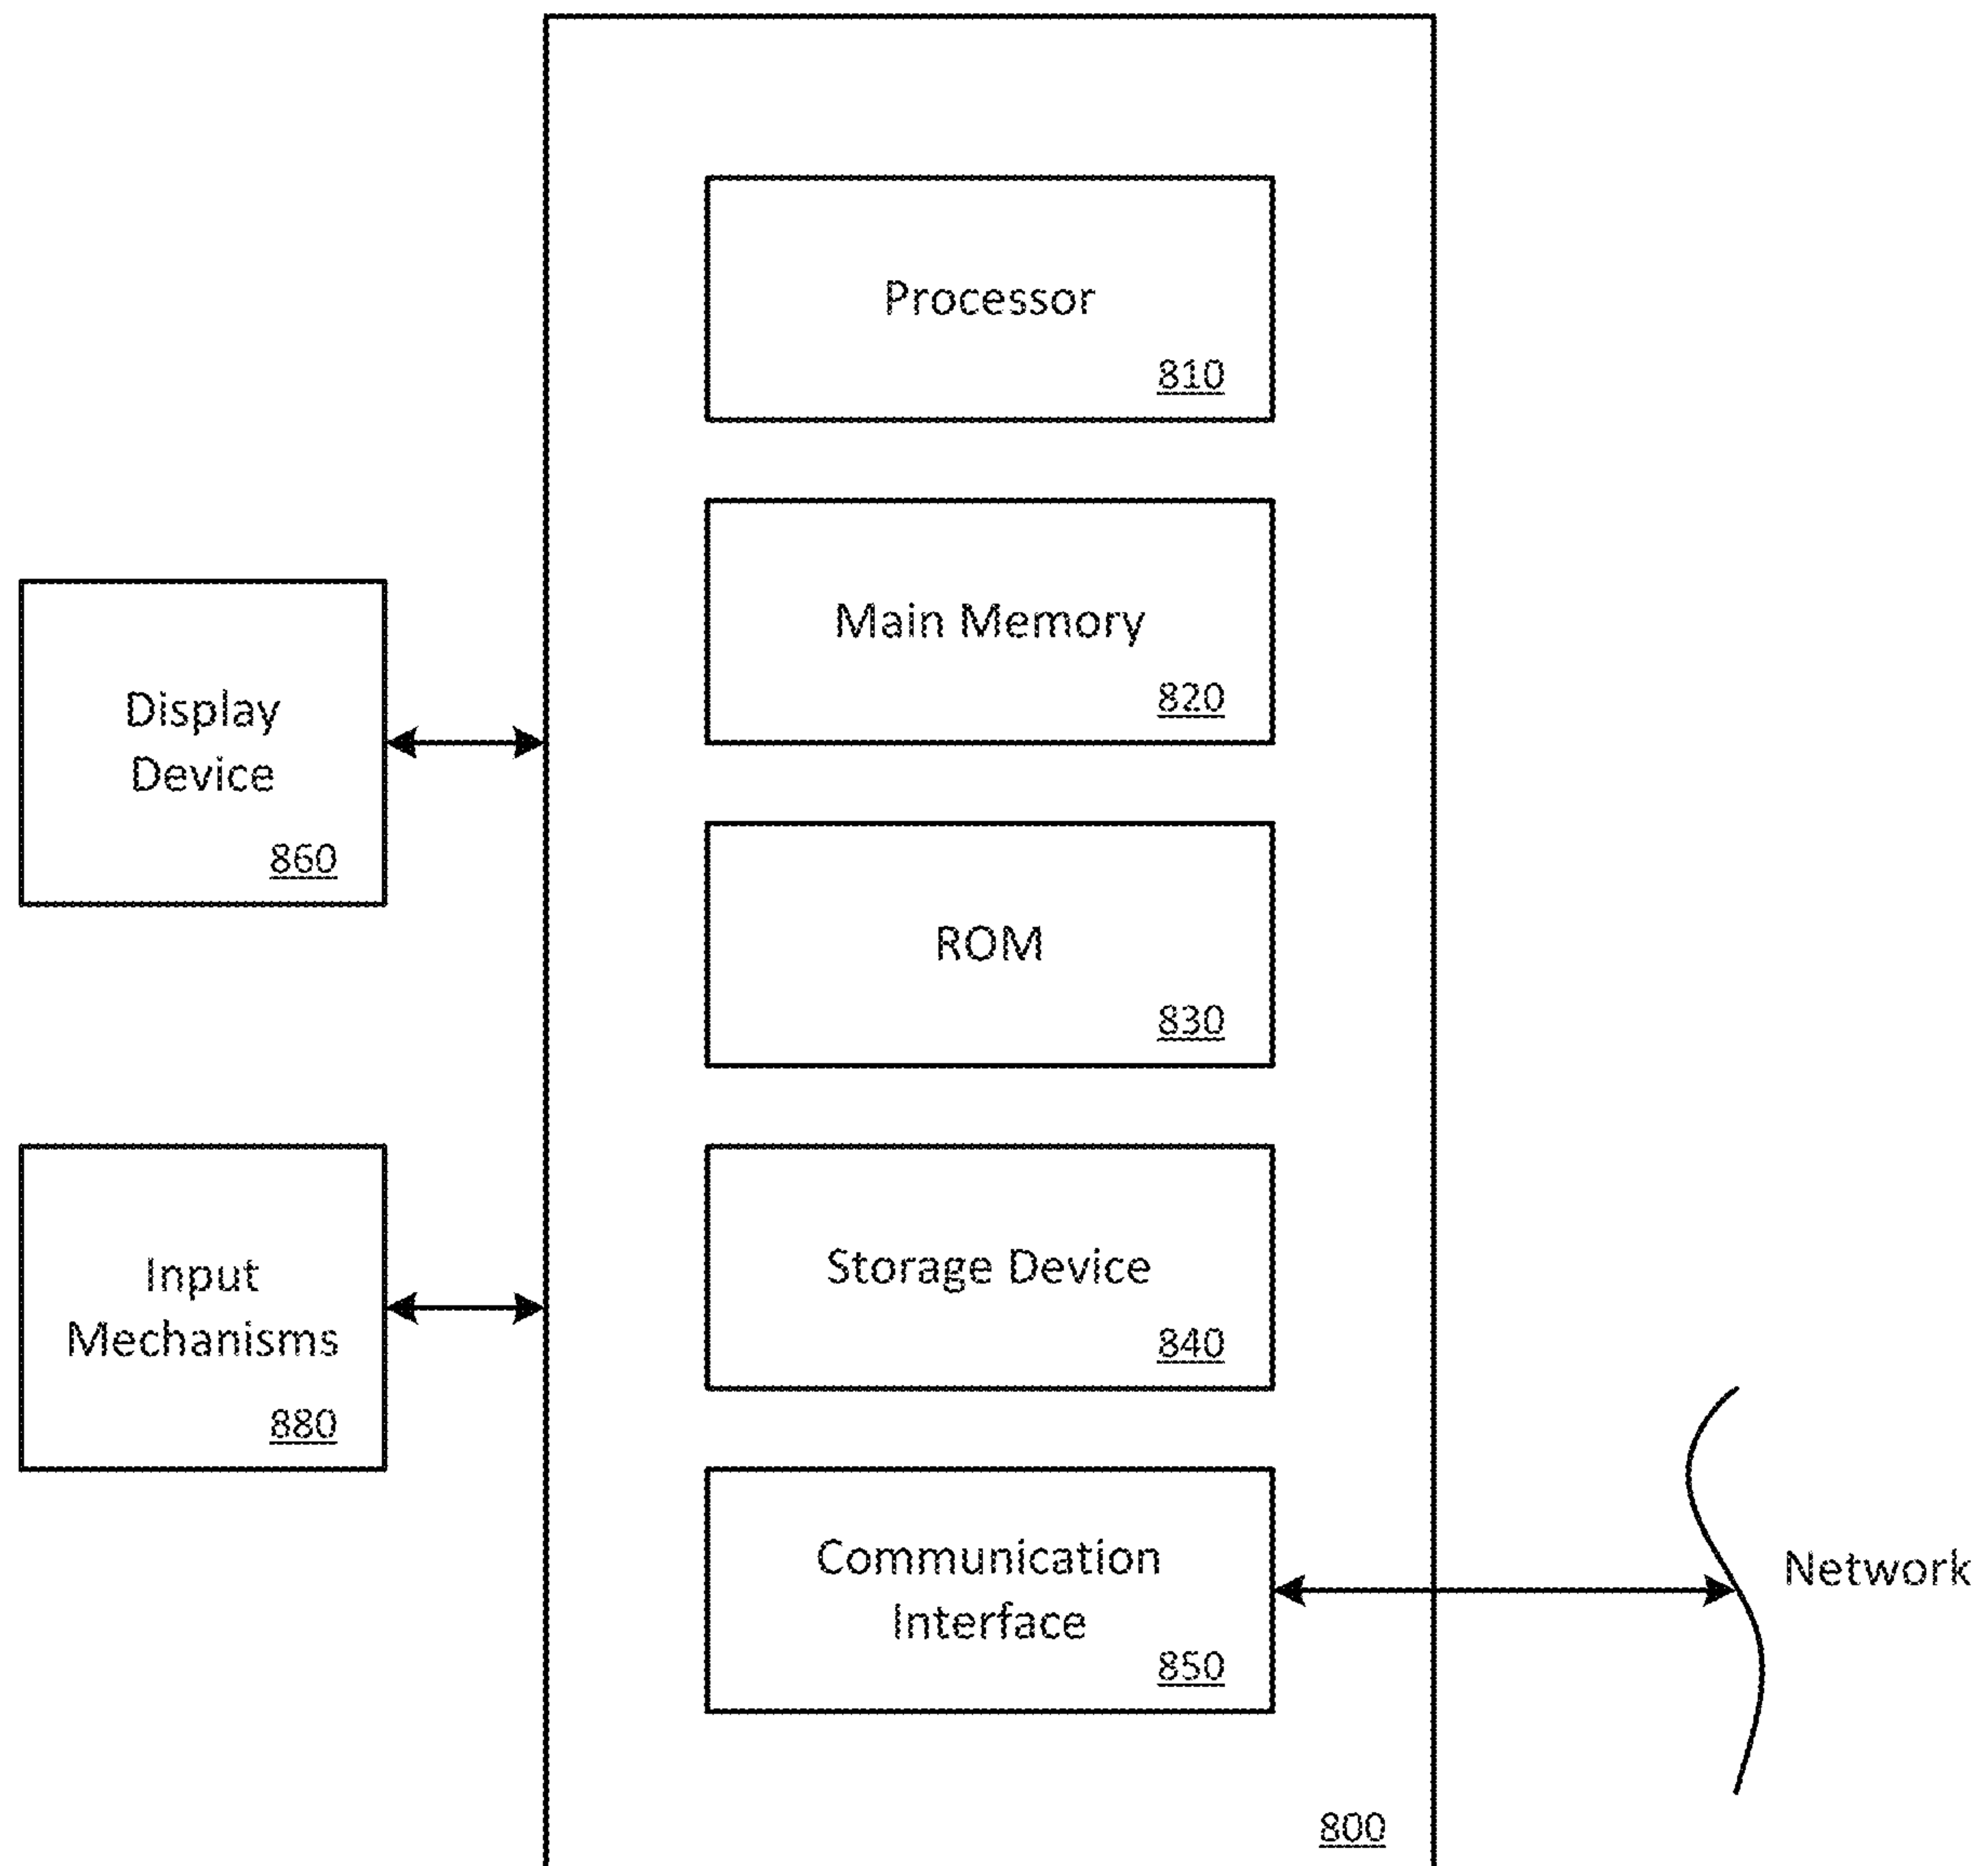 Processor
810
Main Memory
820
Display
Device
860
ROM
830
Input
Mechanisms
880
Storage Device
840
Communication
Interface
850
Network
800